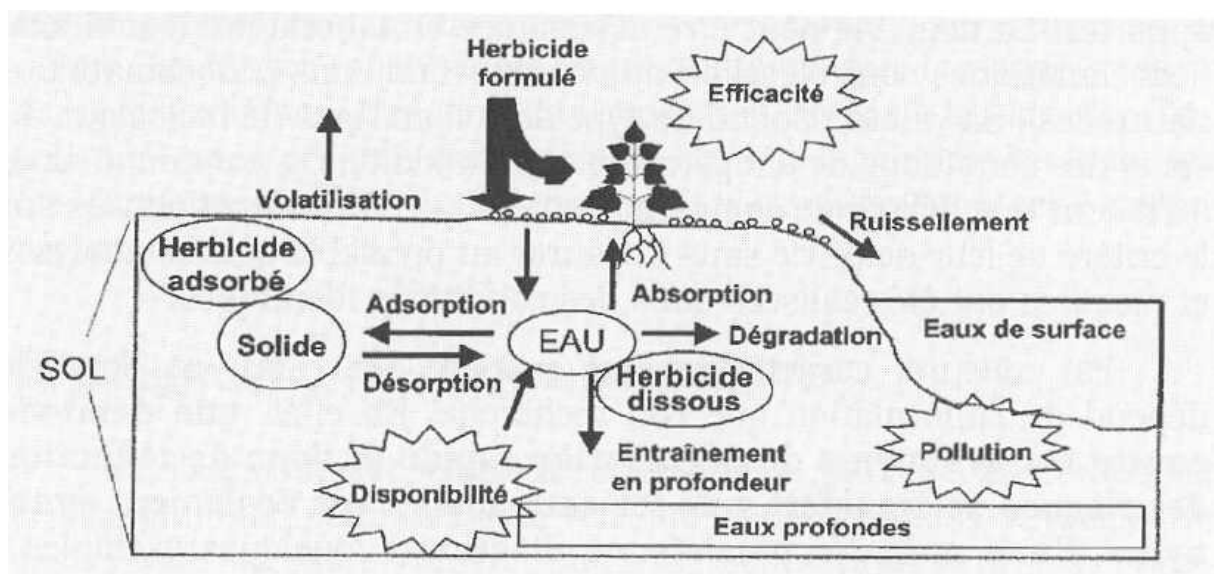 Herbicide
formulé
Efficacité
Volatilisation
Ruissellement
Herbicide
adsorbé
Adsorption
Absorption
Solide
EAU
Dégradation
Eaux de surface
SOL
Désorption
Herbicide
dissous
Entraînement
en profondeur
Pollution
Disponibilité
Eaux profondes